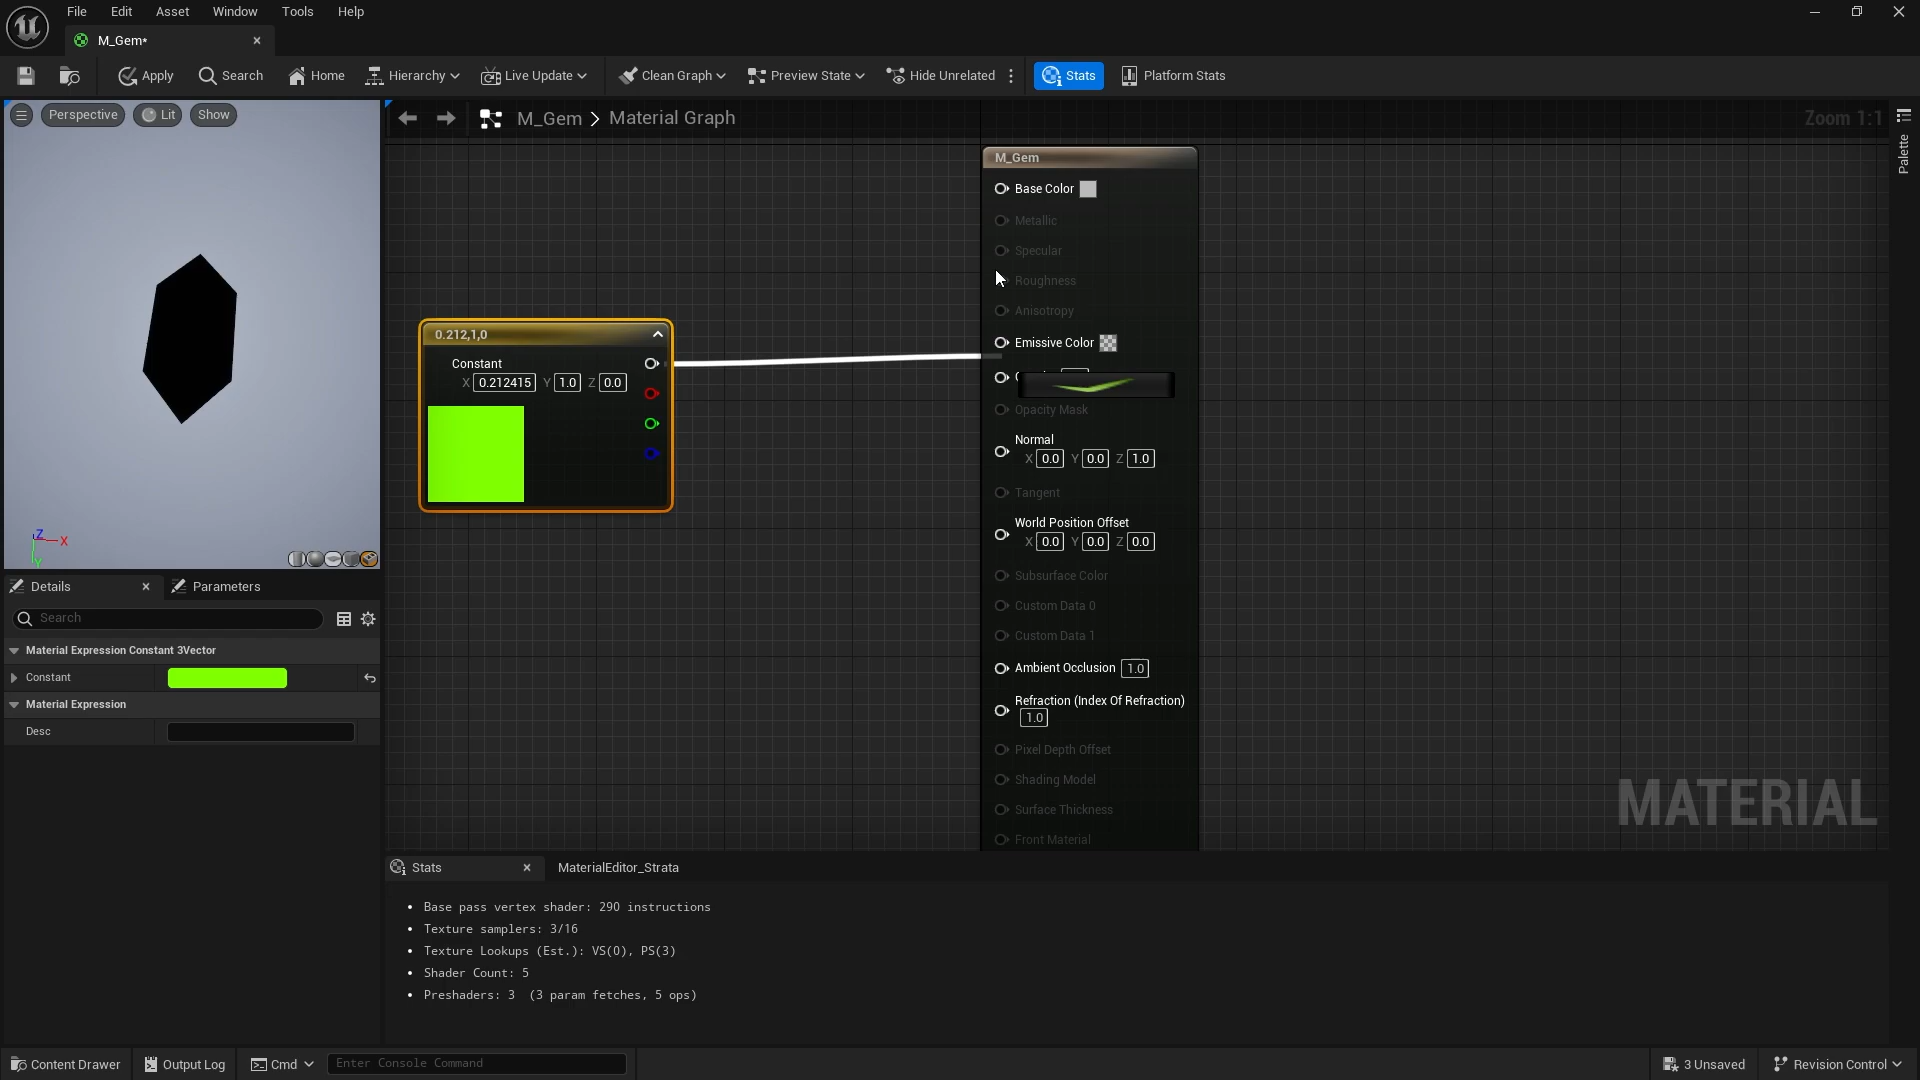 File Edit Asset Window Tools Help
M_Gem*
Apply Search Home Hierarchy Live Update Clean Graph Preview State Hide Unrelated Stats Platform Stats
Perspective Lit Show
M_Gem > Material Graph
Zoom 1:1
Palette
M_Gem
Base Color
Metallic
Specular
Roughness
Anisotropy
Emissive Color
Opacity Mask
Normal
X 0.0 Y 0.0 Z 1.0
Tangent
World Position Offset
X 0.0 Y 0.0 Z 0.0
Subsurface Color
Custom Data 0
Custom Data 1
Ambient Occlusion 1.0
Refraction (Index Of Refraction)
1.0
Pixel Depth Offset
Shading Model
Surface Thickness
Front Material
0.212,1,0
Constant
X 0.212415 Y 1.0 Z 0.0
MATERIAL
Z X Y
Details Parameters
Search
Material Expression Constant 3Vector
Constant
Material Expression
Desc
Stats MaterialEditor_Strata
• Base pass vertex shader: 290 instructions
• Texture samplers: 3/16
• Texture Lookups (Est.): VS(0), PS(3)
• Shader Count: 5
• Preshaders: 3 (3 param fetches, 5 ops)
Content Drawer Output Log Cmd Enter Console Command 3 Unsaved Revision Control